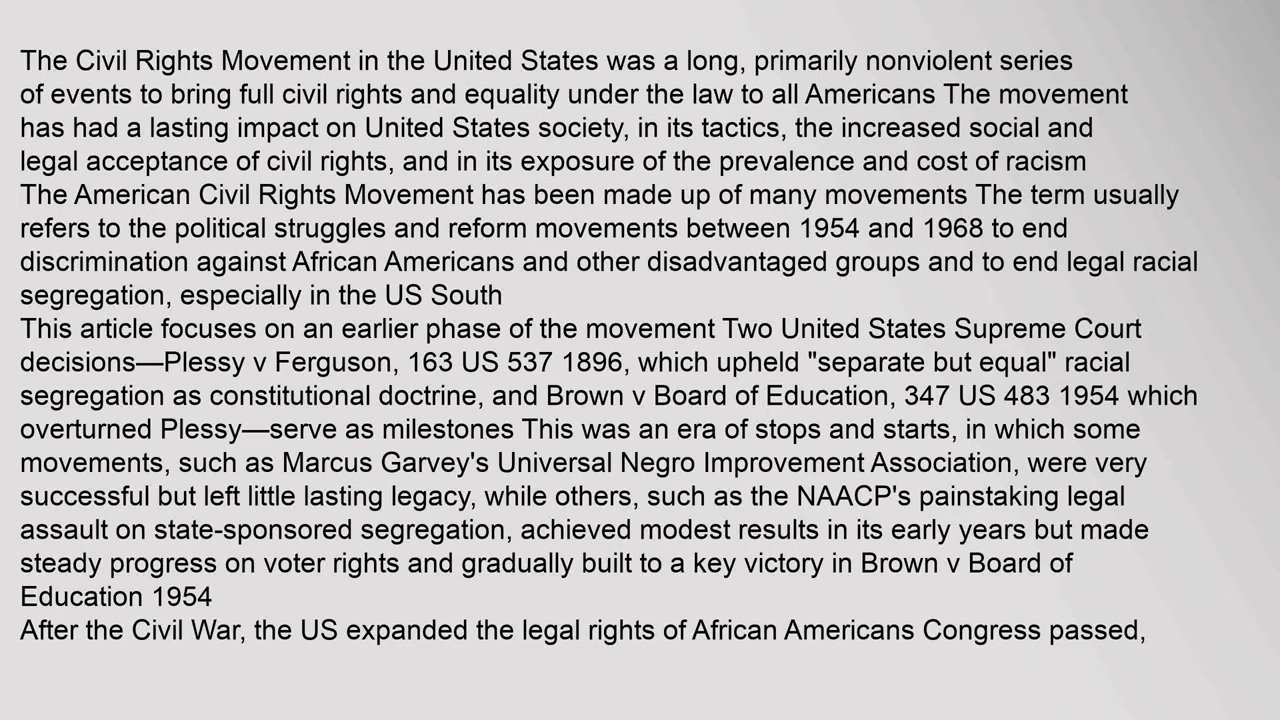 The Civil Rights Movement in the United States was a long, primarily nonviolent series
of events to bring full civil rights and equality under the law to all Americans The movement
has had a lasting impact on United States society, in its tactics, the increased social and
legal acceptance of civil rights, and in its exposure of the prevalence and cost of racism
The American Civil Rights Movement has been made up of many movements The term usually
refers to the political struggles and reform movements between 1954 and 1968 to end
discrimination against African Americans and other disadvantaged groups and to end legal racial
segregation, especially in the US South
This article focuses on an earlier phase of the movement Two United States Supreme Court
decisions—Plessy v Ferguson, 163 US 537 1896, which upheld "separate but equal" racial
segregation as constitutional doctrine, and Brown v Board of Education, 347 US 483 1954 which
overturned Plessy—serve as milestones This was an era of stops and starts, in which some
movements, such as Marcus Garvey's Universal Negro Improvement Association, were very
successful but left little lasting legacy, while others, such as the NAACP's painstaking legal
assault on state-sponsored segregation, achieved modest results in its early years but made
steady progress on voter rights and gradually built to a key victory in Brown v Board of
Education 1954
After the Civil War, the US expanded the legal rights of African Americans Congress passed,